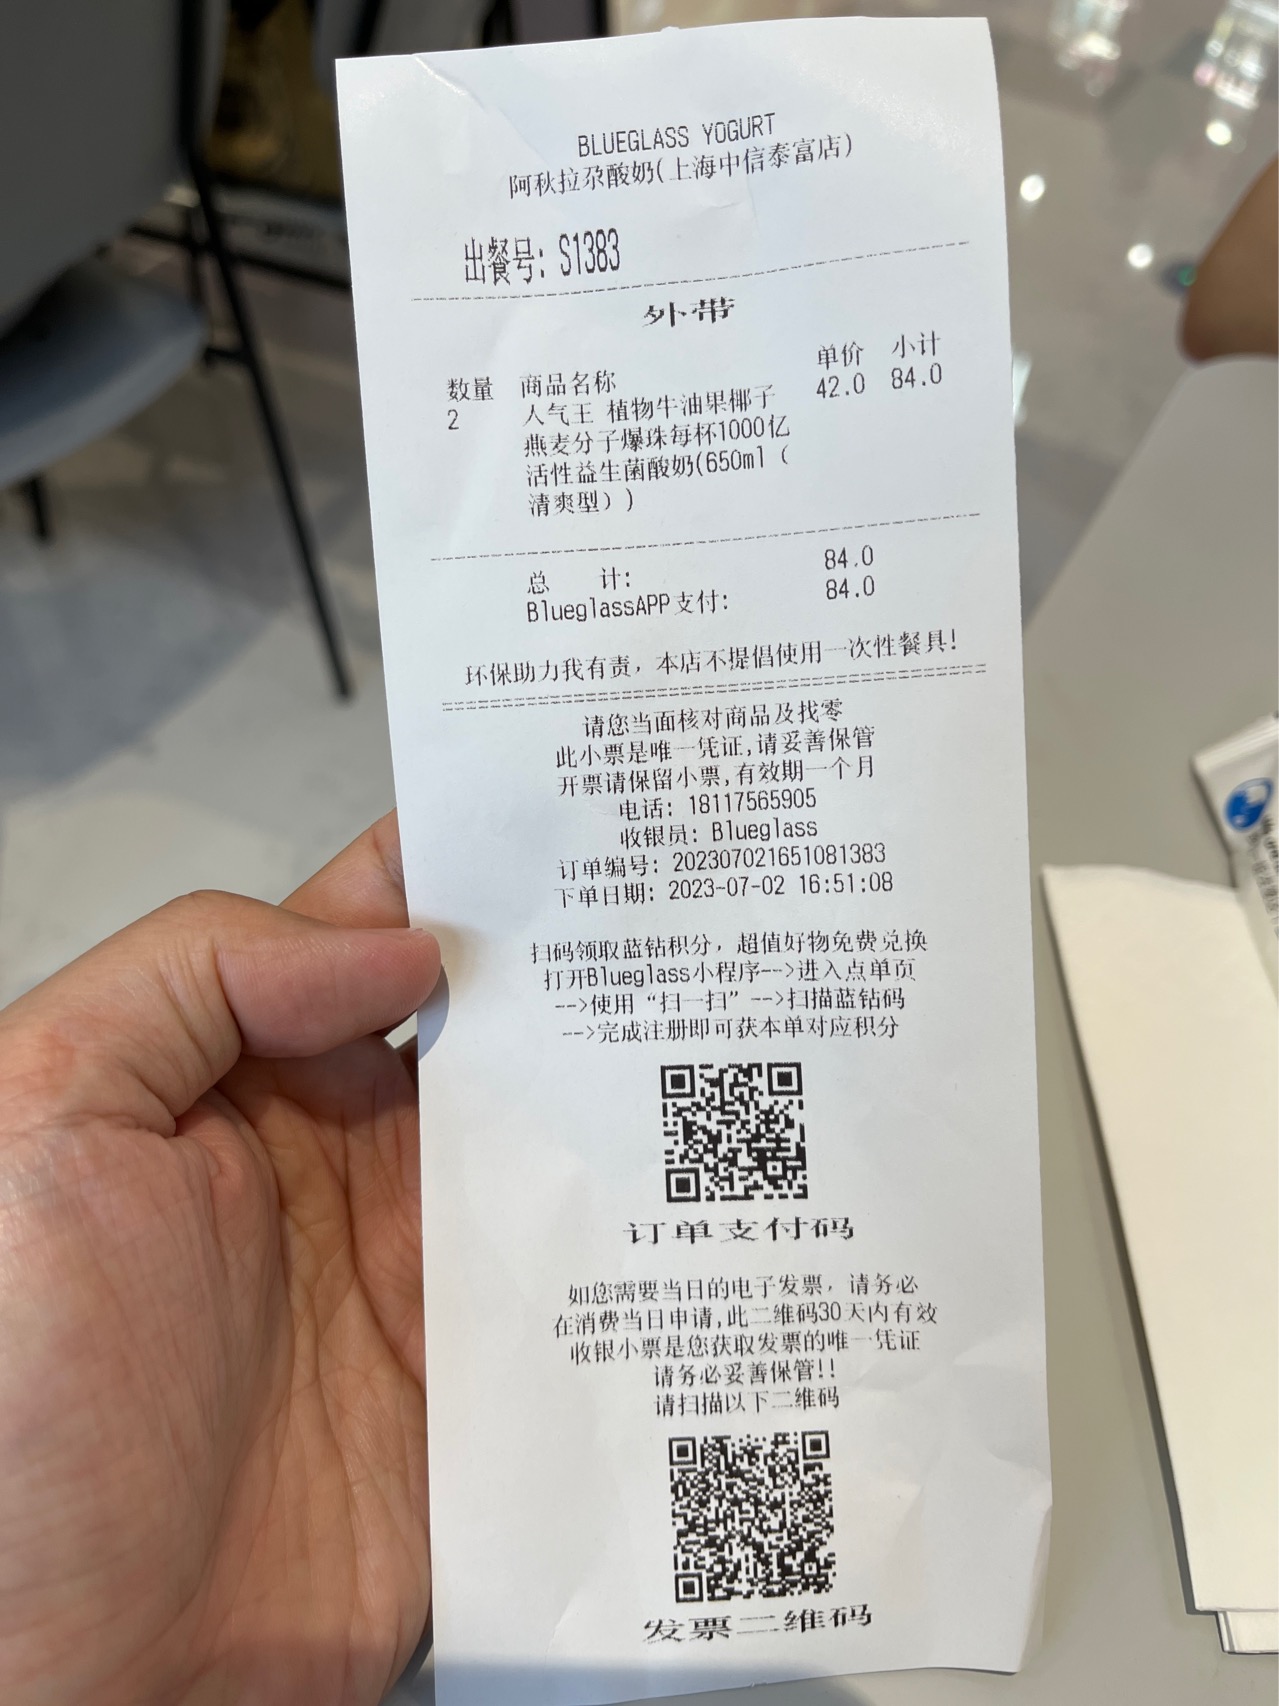 BLUEGLASS YOGURT
阿秋拉尕酸奶(上海中信泰富店)
出餐号: S1383
外带
数量 商品名称 单价 小计
2 人气王 植物牛油果椰子 42.0 84.0
燕麦分子爆珠每杯1000亿
活性益生菌酸奶(650ml（
清爽型）)
总 计: 84.0
BlueglassAPP支付: 84.0
环保助力我有责，本店不提倡使用一次性餐具!
请您当面核对商品及找零
此小票是唯一凭证,请妥善保管
开票请保留小票,有效期一个月
电话: 18117565905
收银员: Blueglass
订单编号: 202307021651081383
下单日期: 2023-07-02 16:51:08
扫码领取蓝钻积分，超值好物免费兑换
打开Blueglass小程序-->进入点单页
-->使用“扫一扫”-->扫描蓝钻码
-->完成注册即可获本单对应积分
订单支付码
如您需要当日的电子发票，请务必
在消费当日申请,此二维码30天内有效
收银小票是您获取发票的唯一凭证
请务必妥善保管!!
请扫描以下二维码
发票二维码